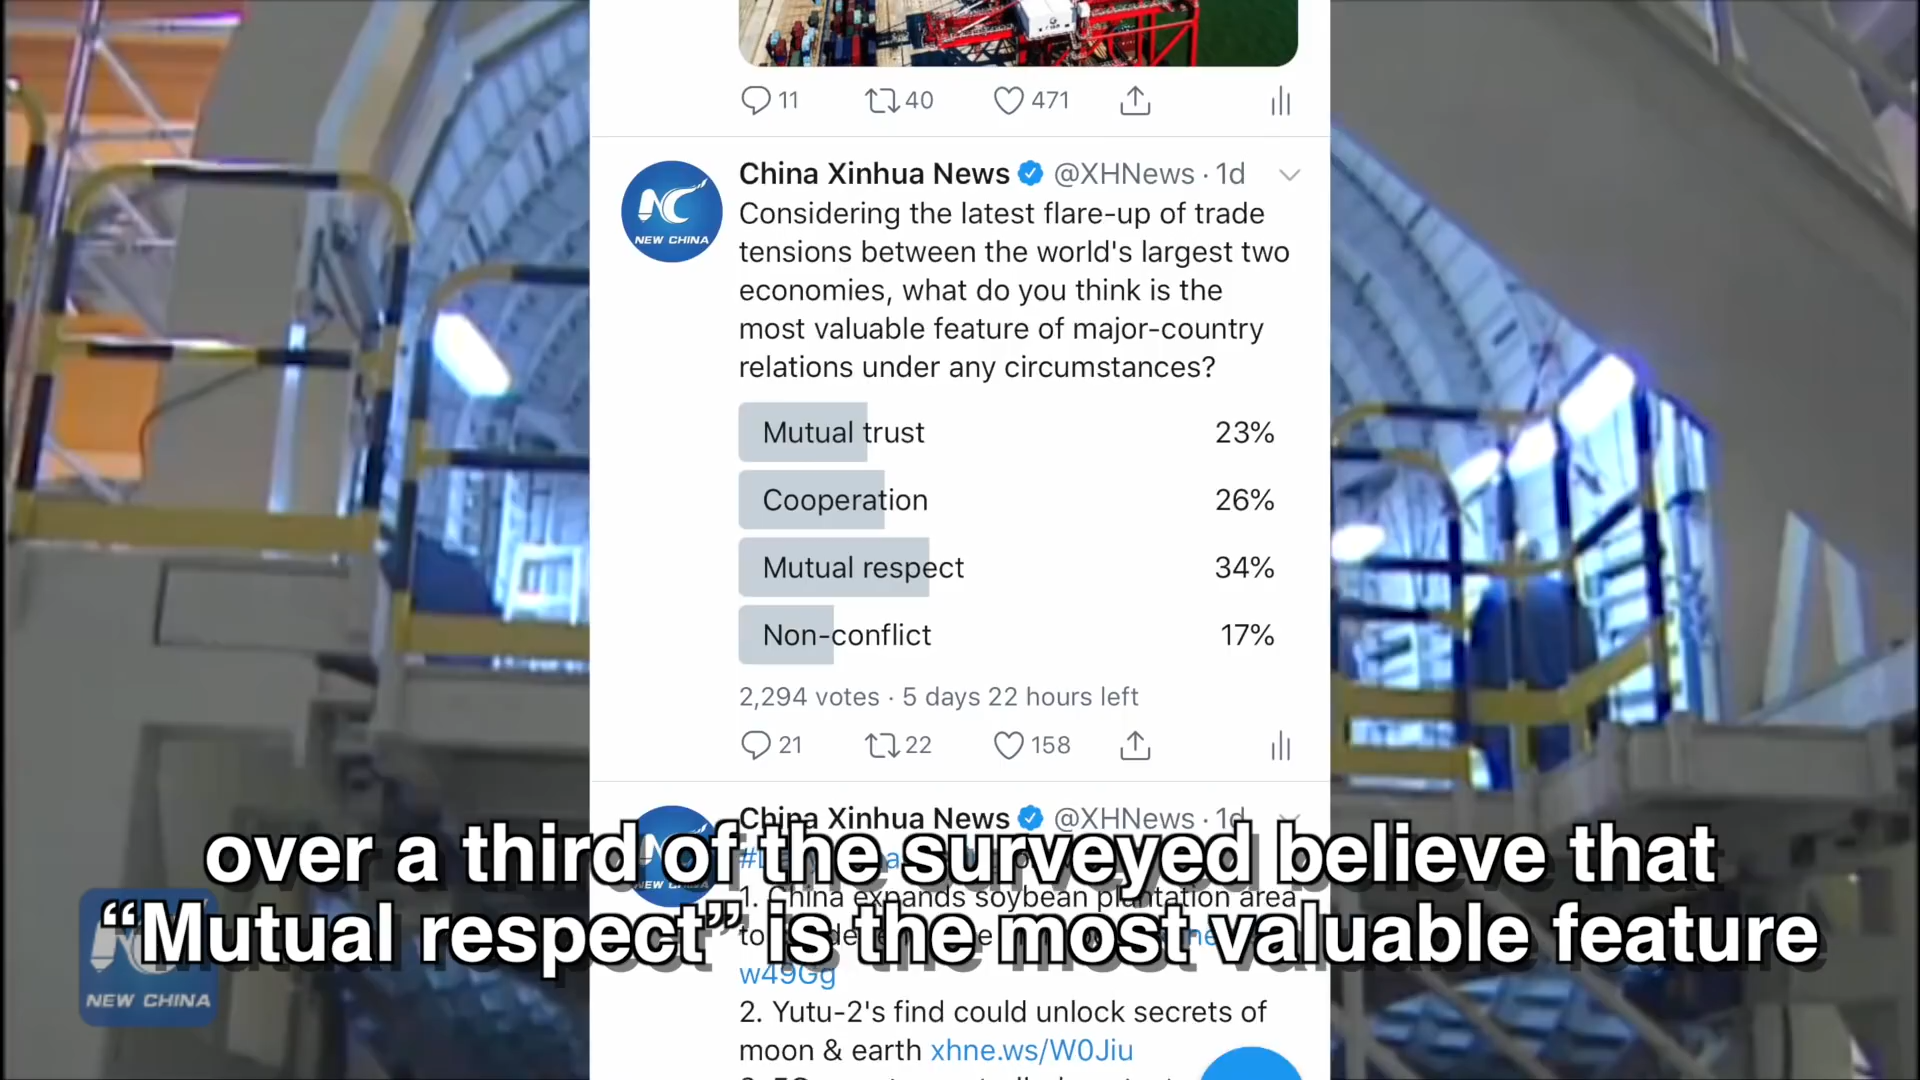 11 40 471
China Xinhua News @XHNews · 1d
NEW CHINA
Considering the latest flare-up of trade
tensions between the world's largest two
economies, what do you think is the
most valuable feature of major-country
relations under any circumstances?
Mutual trust 23%
Cooperation 26%
Mutual respect 34%
Non-conflict 17%
2,294 votes · 5 days 22 hours left
21 22 158
China Xinhua News @XHNews · 1d
NEW CHINA
over a third of the surveyed believe that
1. China expands soybean plantation area
“Mutual respect” is the most valuable feature
w49Gg
NEW CHINA
2. Yutu-2's find could unlock secrets of
moon & earth xhne.ws/W0Jiu